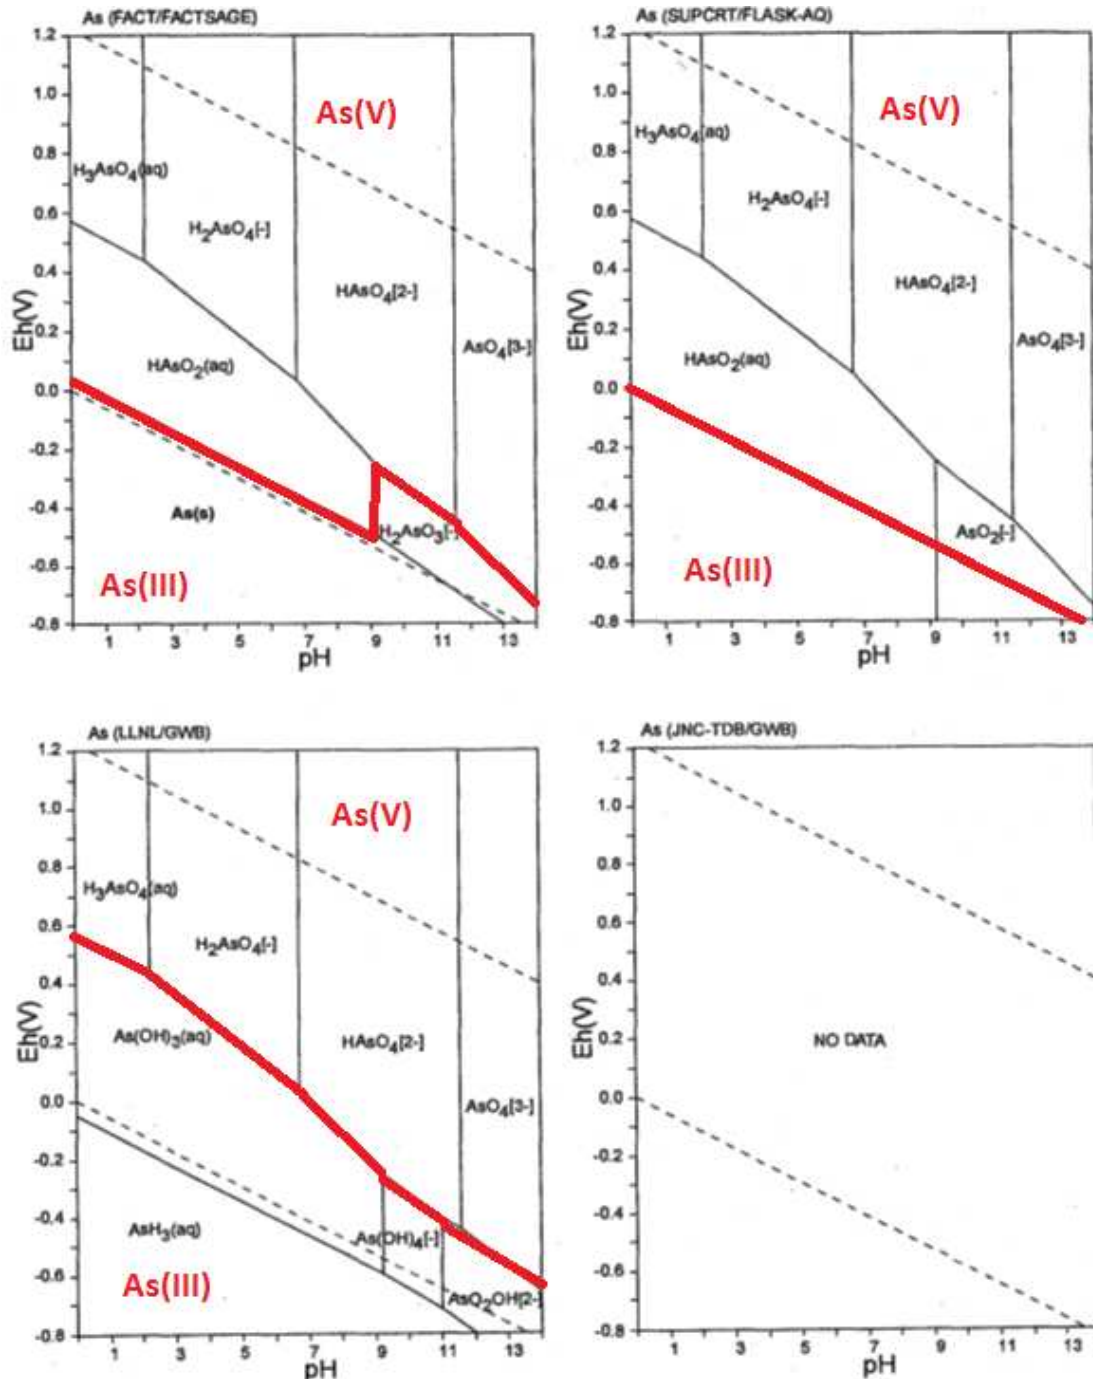 As (FACT/FACTSAGE)
1.2
1.0
0.8
0.6
0.4
0.2
0.0
-0.2
-0.4
-0.6
-0.8
Eh(V)
As(V)
H3AsO4(aq)
H2AsO4[-]
HAsO4[2-]
AsO4[3-]
HAsO2(aq)
As(s)
H2AsO3[-]
As(III)
1 3 5 7 9 11 13
pH
As (SUPCRT/FLASK-AQ)
1.2
1.0
0.8
0.6
0.4
0.2
0.0
-0.2
-0.4
-0.6
-0.8
Eh(V)
As(V)
H3AsO4(aq)
H2AsO4[-]
HAsO4[2-]
AsO4[3-]
HAsO2(aq)
AsO2[-]
As(III)
1 3 5 7 9 11 13
pH
As (LLNL/GWB)
1.2
1.0
0.8
0.6
0.4
0.2
0.0
-0.2
-0.4
-0.6
-0.8
Eh(V)
As(V)
H3AsO4(aq)
H2AsO4[-]
As(OH)3(aq)
HAsO4[2-]
AsO4[3-]
AsH3(aq)
As(OH)4[-]
As(III)
AsO2OH[2-]
1 3 5 7 9 11 13
pH
As (JNC-TDB/GWB)
1.2
1.0
0.8
0.6
0.4
0.2
0.0
-0.2
-0.4
-0.6
-0.8
Eh(V)
NO DATA
1 3 5 7 9 11 13
pH